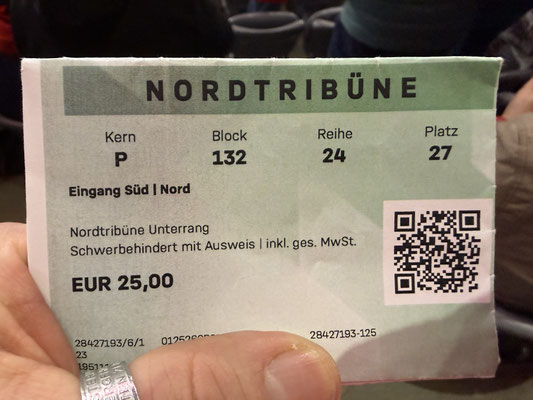 NORDTRIBÜNE
Kern Block Reihe Platz
P 132 24 27
Eingang Süd | Nord
Nordtribüne Unterrang
Schwerbehindert mit Ausweis | inkl. ges. MwSt.
EUR 25,00
28427193/6/1 28427193-125
23